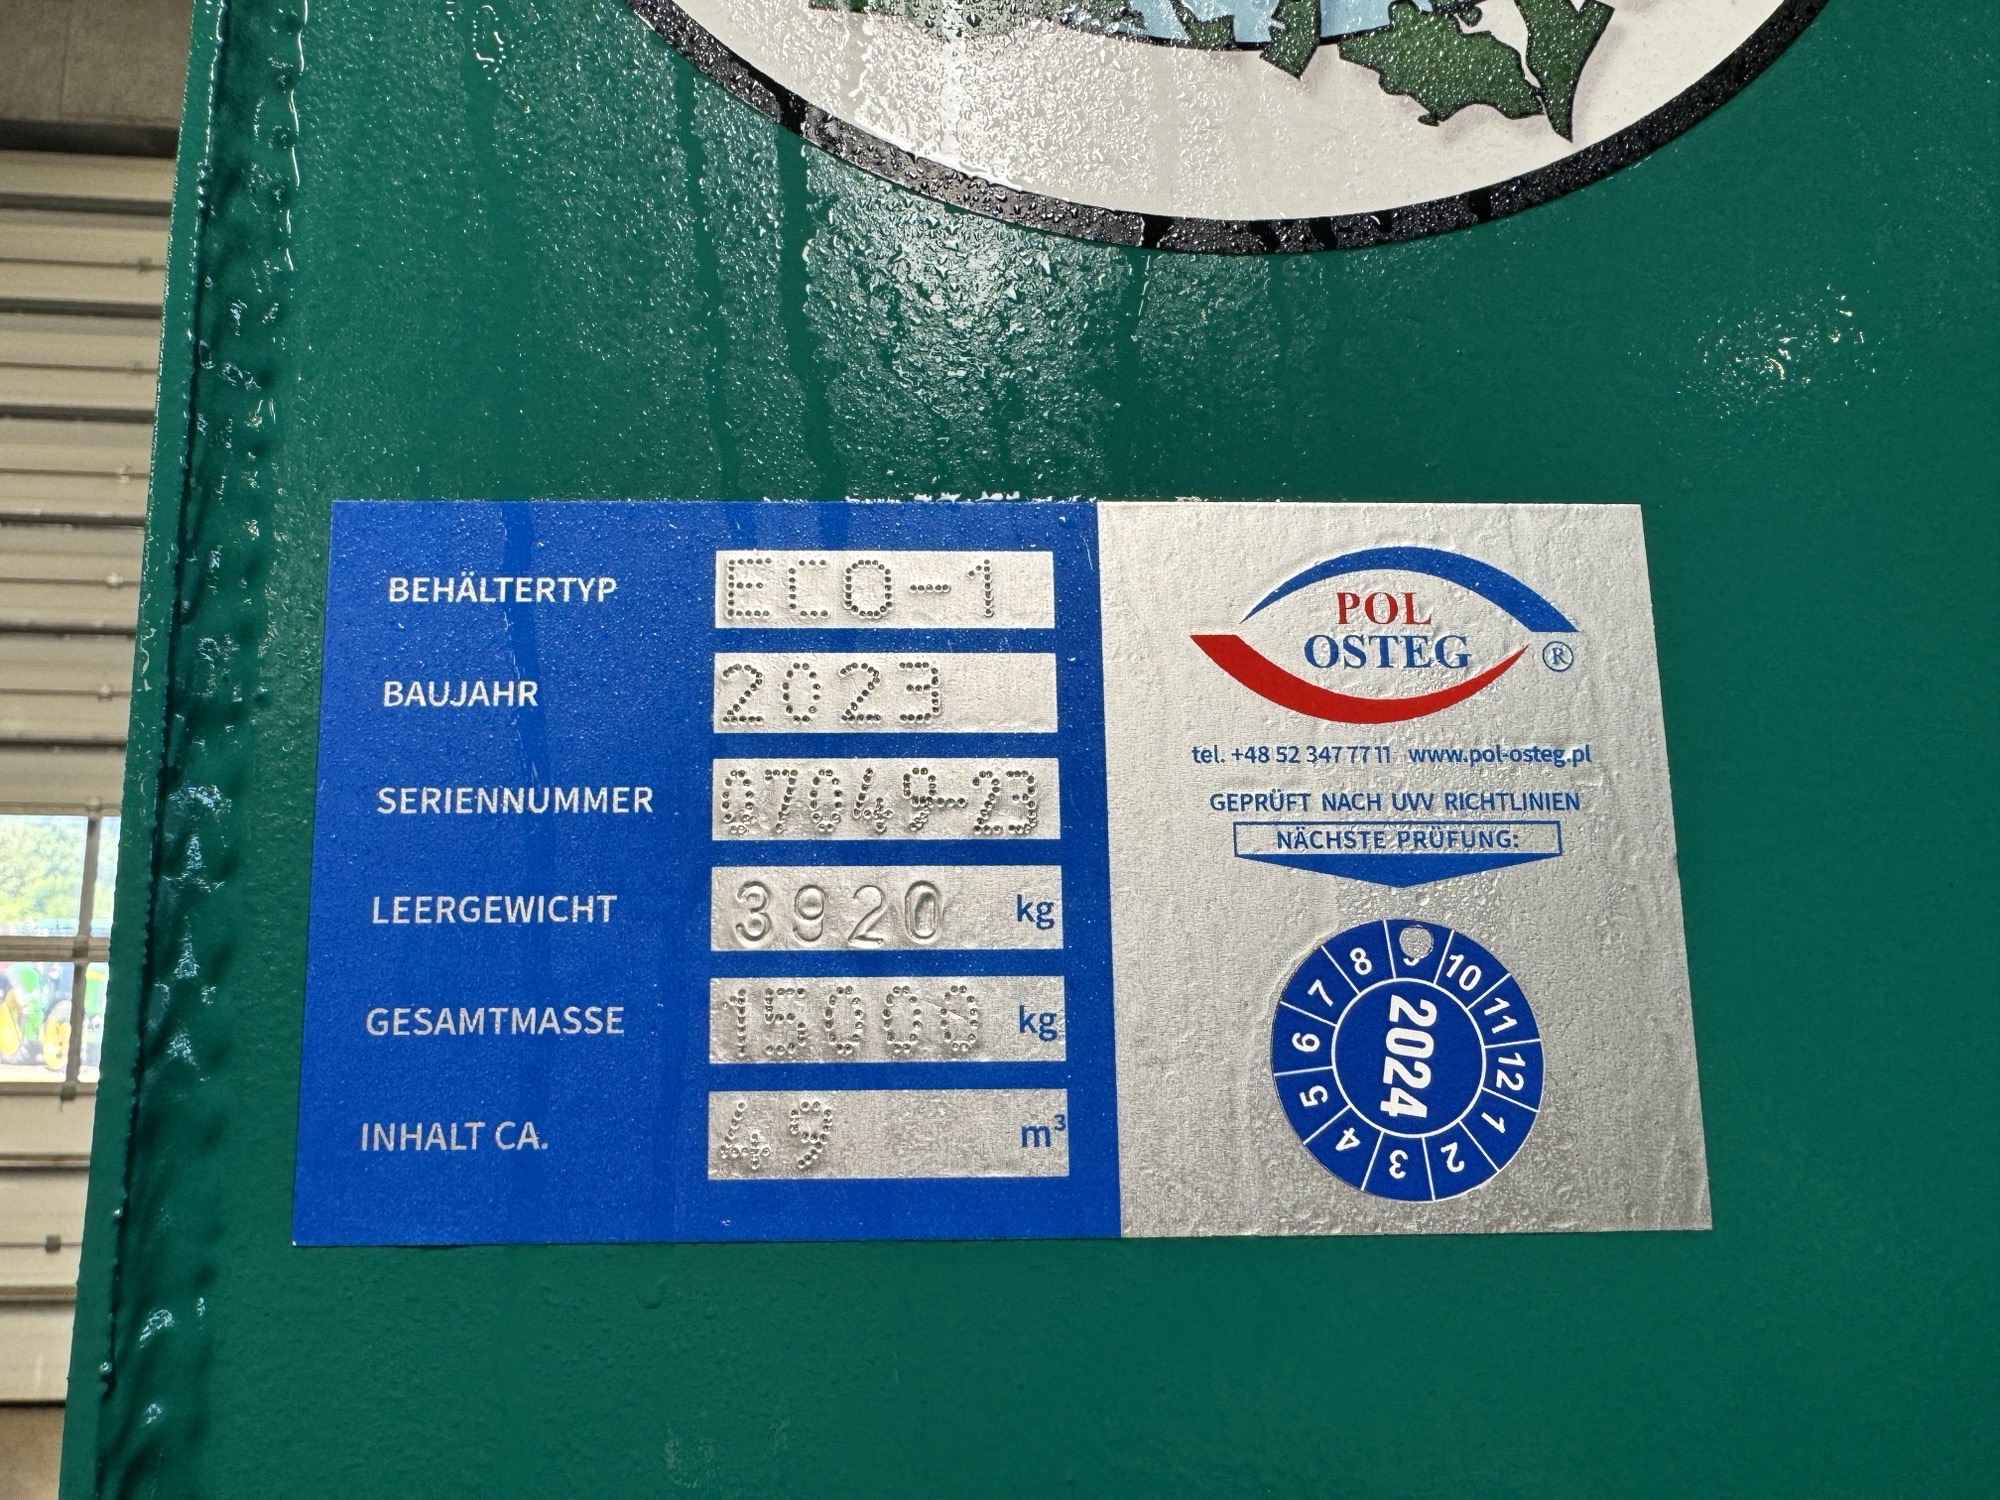 BEHÄLTERTYP ECO-1
BAUJAHR 2023
SERIENNUMMER 07049-23
LEERGEWICHT 3920 kg
GESAMTMASSE 15000 kg
INHALT CA. 49 m³
POL
OSTEG ®
tel. +48 52 347 77 11 www.pol-osteg.pl
GEPRÜFT NACH UVV RICHTLINIEN
NÄCHSTE PRÜFUNG:
1 2 3 4 5 6 7 8 9 10 11 12
2024